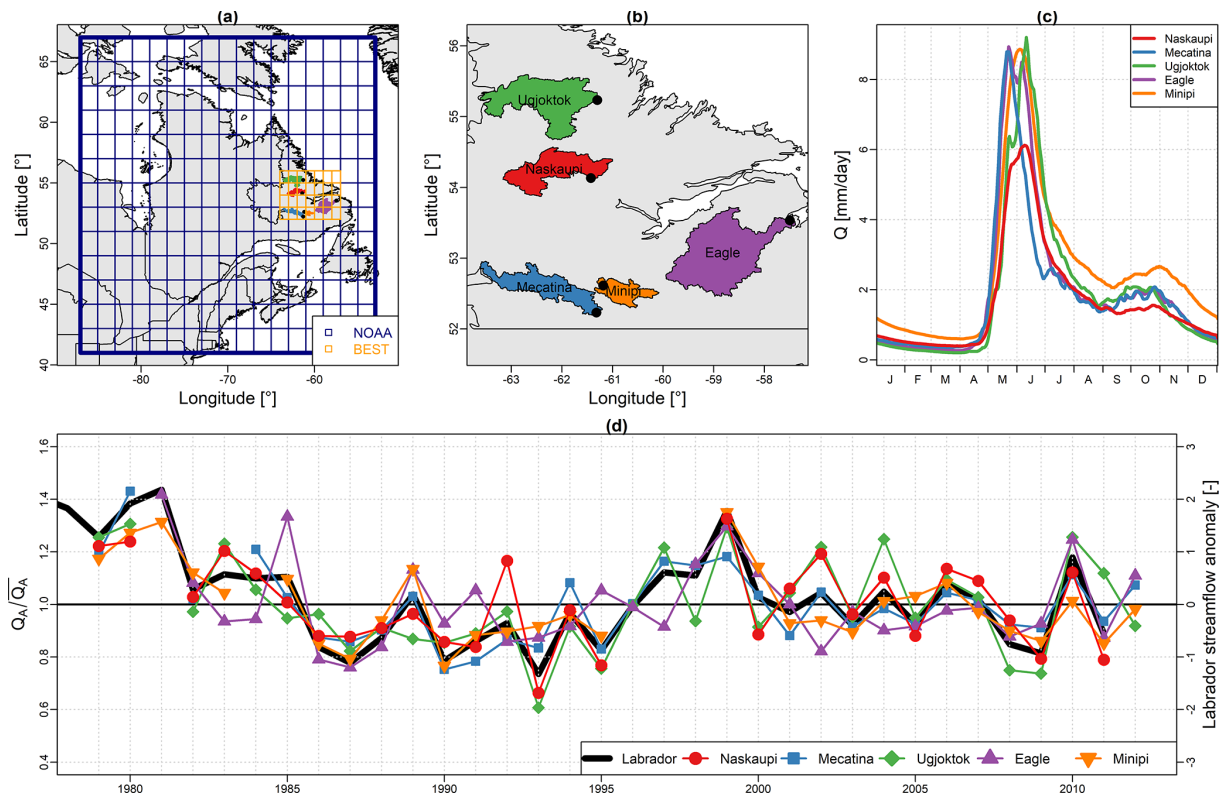 (a)
Latitude [°]
65
60
55
50
45
40
-80
-70
-60
Longitude [°]
NOAA
BEST
(b)
Latitude [°]
56
55
54
53
52
Ugjoktok
Naskaupi
Eagle
Mecatina
Minipi
-63
-62
-61
-60
-59
-58
-57
Longitude [°]
(c)
Q [mm/day]
8
6
4
2
0
Naskaupi
Mecatina
Ugjoktok
Eagle
Minipi
J F M A M J J A S O N D
(d)
Q_A/Q̅_A̅
1.6
1.4
1.2
1.0
0.8
0.6
0.4
Labrador streamflow anomaly [-]
3
2
1
0
-1
-2
-3
Labrador Naskaupi Mecatina Ugjoktok Eagle Minipi
1980 1985 1990 1995 2000 2005 2010